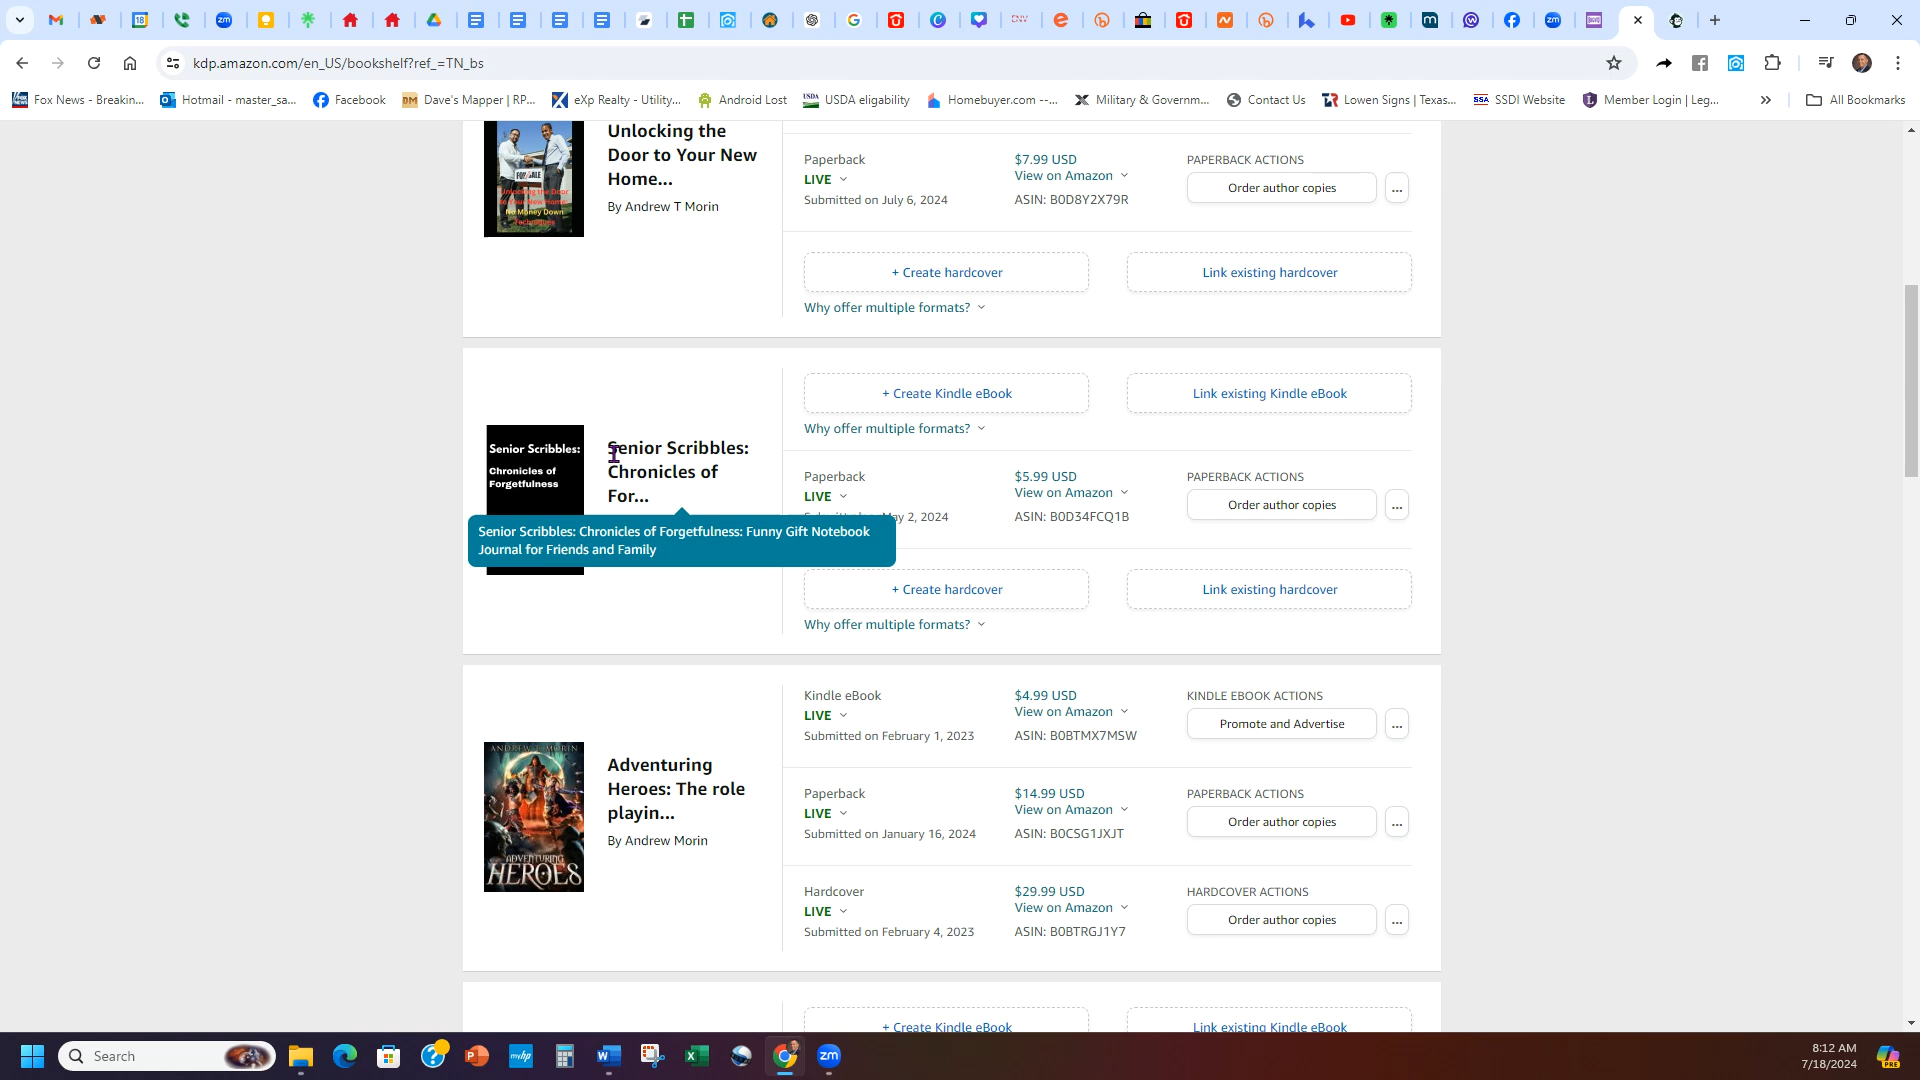 kdp.amazon.com/en_US/bookshelf?ref_=TN_bs
Fox News - Breakin...
Hotmail - master_sa...
Facebook
Dave's Mapper | RP...
eXp Realty - Utility...
Android Lost
USDA eligibility
Homebuyer.com --...
Military & Governm...
Contact Us
Lowen Signs | Texas...
SSDI Website
Member Login | Leg...
All Bookmarks
Unlocking the
Door to Your New
Home...
By Andrew T Morin
Paperback
LIVE
Submitted on July 6, 2024
$7.99 USD
View on Amazon
ASIN: B0D8Y2X79R
PAPERBACK ACTIONS
Order author copies
...
+ Create hardcover
Link existing hardcover
Why offer multiple formats?
Senior Scribbles:
Chronicles of
Forgetfulness
Senior Scribbles:
Chronicles of
For...
Senior Scribbles: Chronicles of Forgetfulness: Funny Gift Notebook
Journal for Friends and Family
+ Create Kindle eBook
Link existing Kindle eBook
Why offer multiple formats?
Paperback
LIVE
May 2, 2024
$5.99 USD
View on Amazon
ASIN: B0D34FCQ1B
PAPERBACK ACTIONS
Order author copies
...
+ Create hardcover
Link existing hardcover
Why offer multiple formats?
ANDREW T. MORIN
ADVENTURING
HEROES
Adventuring
Heroes: The role
playin...
By Andrew Morin
Kindle eBook
LIVE
Submitted on February 1, 2023
$4.99 USD
View on Amazon
ASIN: B0BTMX7MSW
KINDLE EBOOK ACTIONS
Promote and Advertise
...
Paperback
LIVE
Submitted on January 16, 2024
$14.99 USD
View on Amazon
ASIN: B0CSG1JXJT
PAPERBACK ACTIONS
Order author copies
...
Hardcover
LIVE
Submitted on February 4, 2023
$29.99 USD
View on Amazon
ASIN: B0BTRGJ1Y7
HARDCOVER ACTIONS
Order author copies
...
+ Create Kindle eBook
Link existing Kindle eBook
Search
8:12 AM
7/18/2024